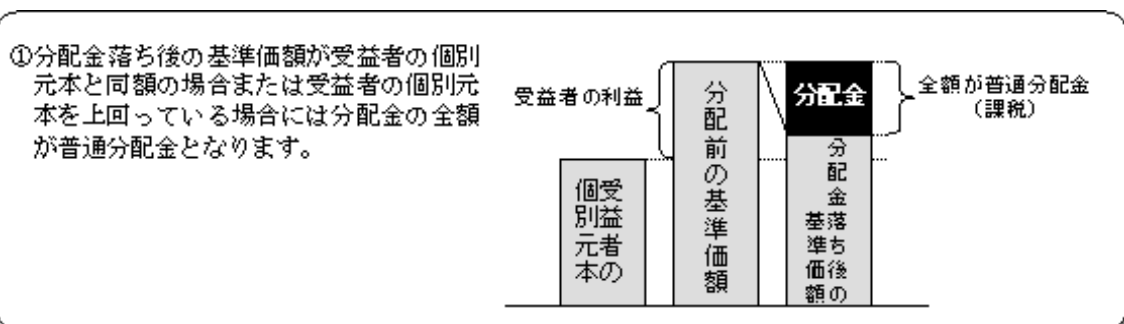 ①分配金落ち後の基準価額が受益者の個別
元本と同額の場合または受益者の個別元
本を上回っている場合には分配金の全額
が普通分配金となります。
受益者の利益
受益者の
個別元本
分配前の基準価額
分配金
分配金落ち後の
基準価額
全額が普通分配金
(課税)